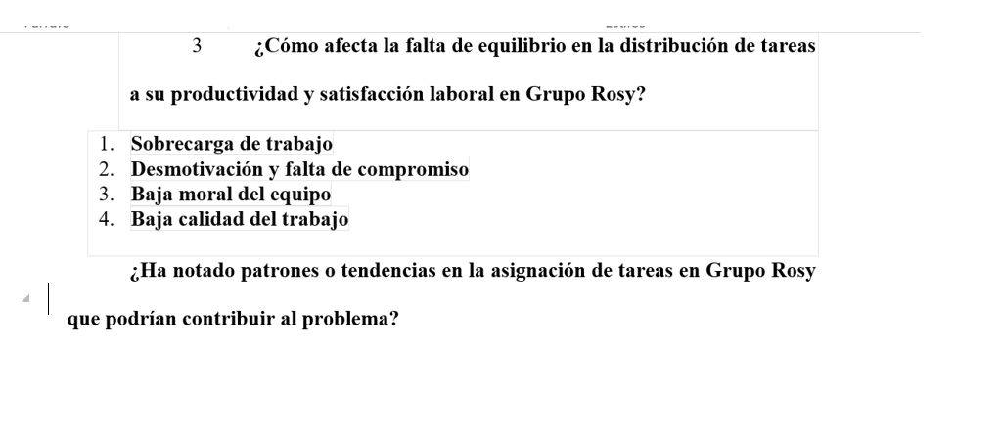 3 ¿Cómo afecta la falta de equilibrio en la distribución de tareas
a su productividad y satisfacción laboral en Grupo Rosy?
1. Sobrecarga de trabajo
2. Desmotivación y falta de compromiso
3. Baja moral del equipo
4. Baja calidad del trabajo
¿Ha notado patrones o tendencias en la asignación de tareas en Grupo Rosy
que podrían contribuir al problema?